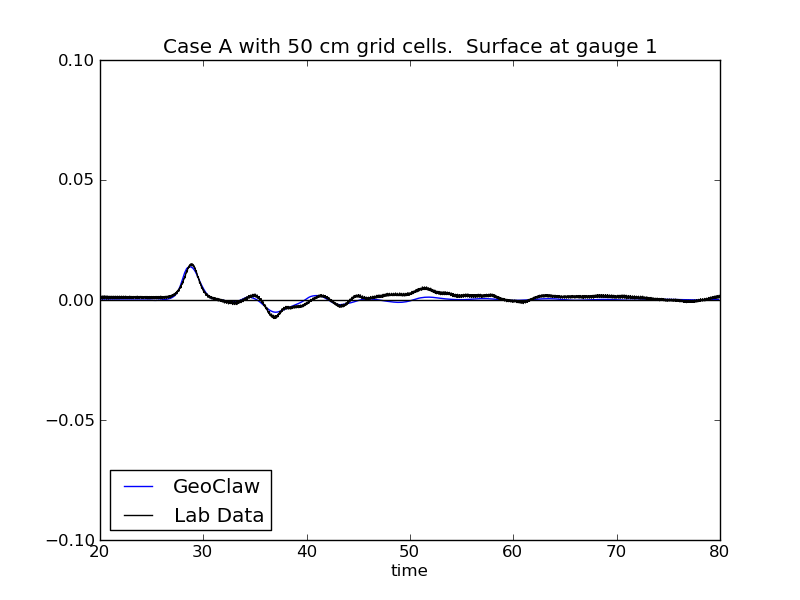 Case A with 50 cm grid cells.  Surface at gauge 1
0.10
0.05
0.00
−0.05
−0.10
GeoClaw
Lab Data
20 30 40 50 60 70 80
time